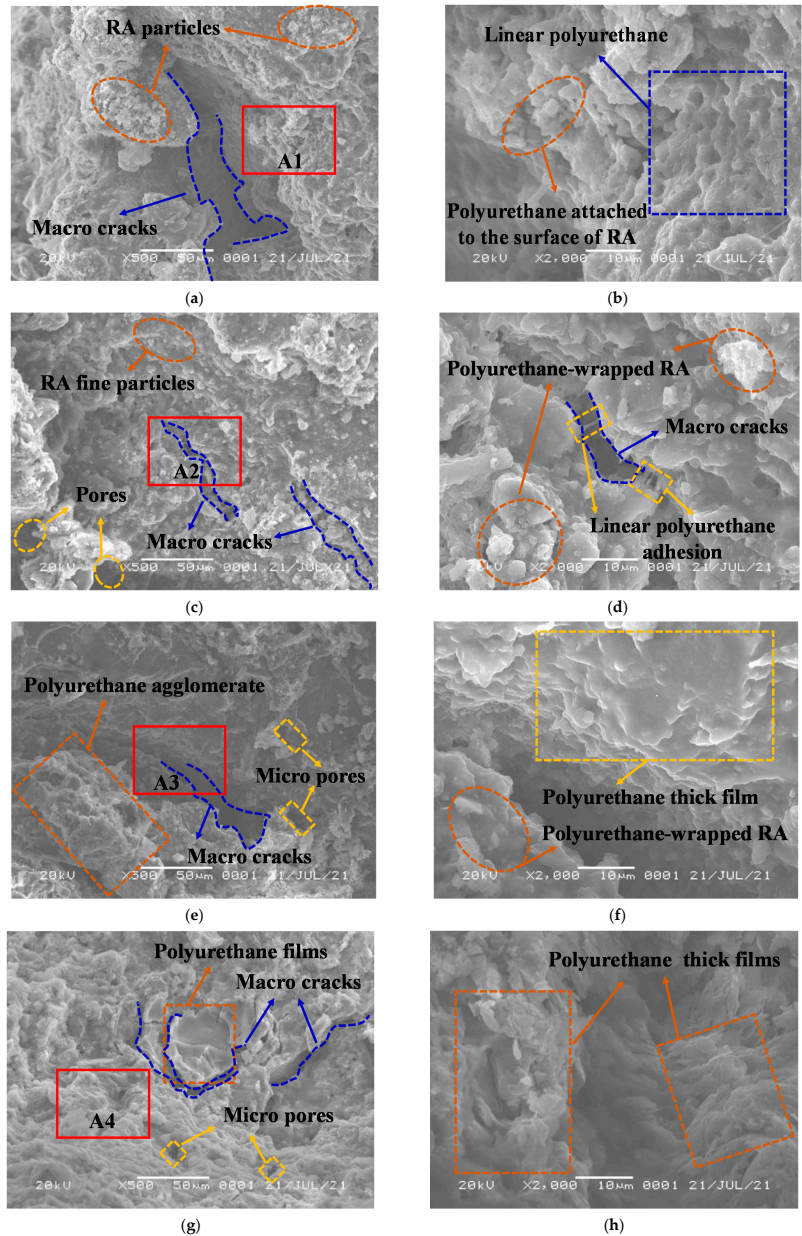 RA particles
A1
Macro cracks
20kV X500 50µm 0001 21/JUL/21
(a)
Linear polyurethane
Polyurethane attached
to the surface of RA
20kV X2,000 10µm 0001 21/JUL/21
(b)
RA fine particles
A2
Pores
Macro cracks
20kV X500 50µm 0001 21/JUL/21
(c)
Polyurethane-wrapped RA
Macro cracks
Linear polyurethane
adhesion
20kV X2,000 10µm 0001 21/JUL/21
(d)
Polyurethane agglomerate
A3
Micro pores
Macro cracks
20kV X500 50µm 0001 21/JUL/21
(e)
Polyurethane thick film
Polyurethane-wrapped RA
20kV X2,000 10µm 0001 21/JUL/21
(f)
Polyurethane films
Macro cracks
A4
Micro pores
20kV X500 50µm 0001 21/JUL/21
(g)
Polyurethane thick films
20kV X2,000 10µm 0001 21/JUL/21
(h)